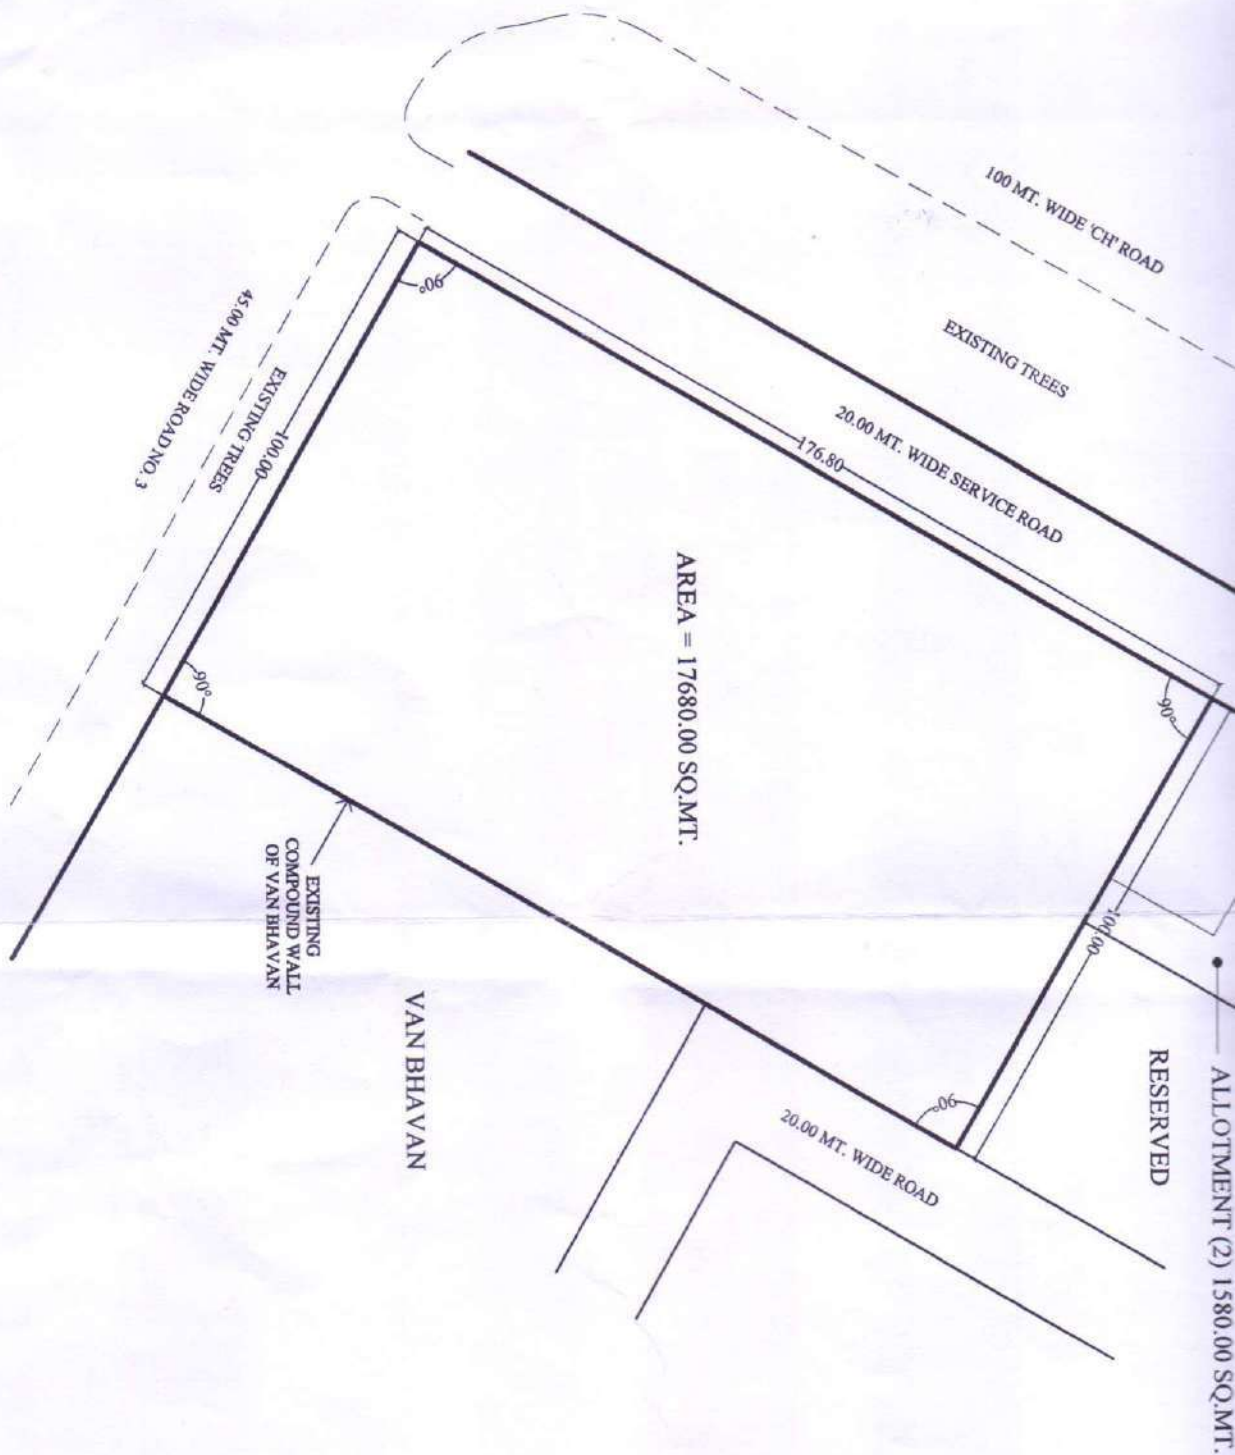 100 MT. WIDE 'CH' ROAD
EXISTING TREES
20.00 MT. WIDE SERVICE ROAD
176.80
90°
90°
45.00 MT. WIDE ROAD NO. 3
EXISTING TREES
100.00
90°
AREA = 17680.00 SQ.MT.
EXISTING
COMPOUND WALL
OF VAN BHAVAN
VAN BHAVAN
100.00
90°
20.00 MT. WIDE ROAD
RESERVED
ALLOTMENT (2) 1580.00 SQ.MT.